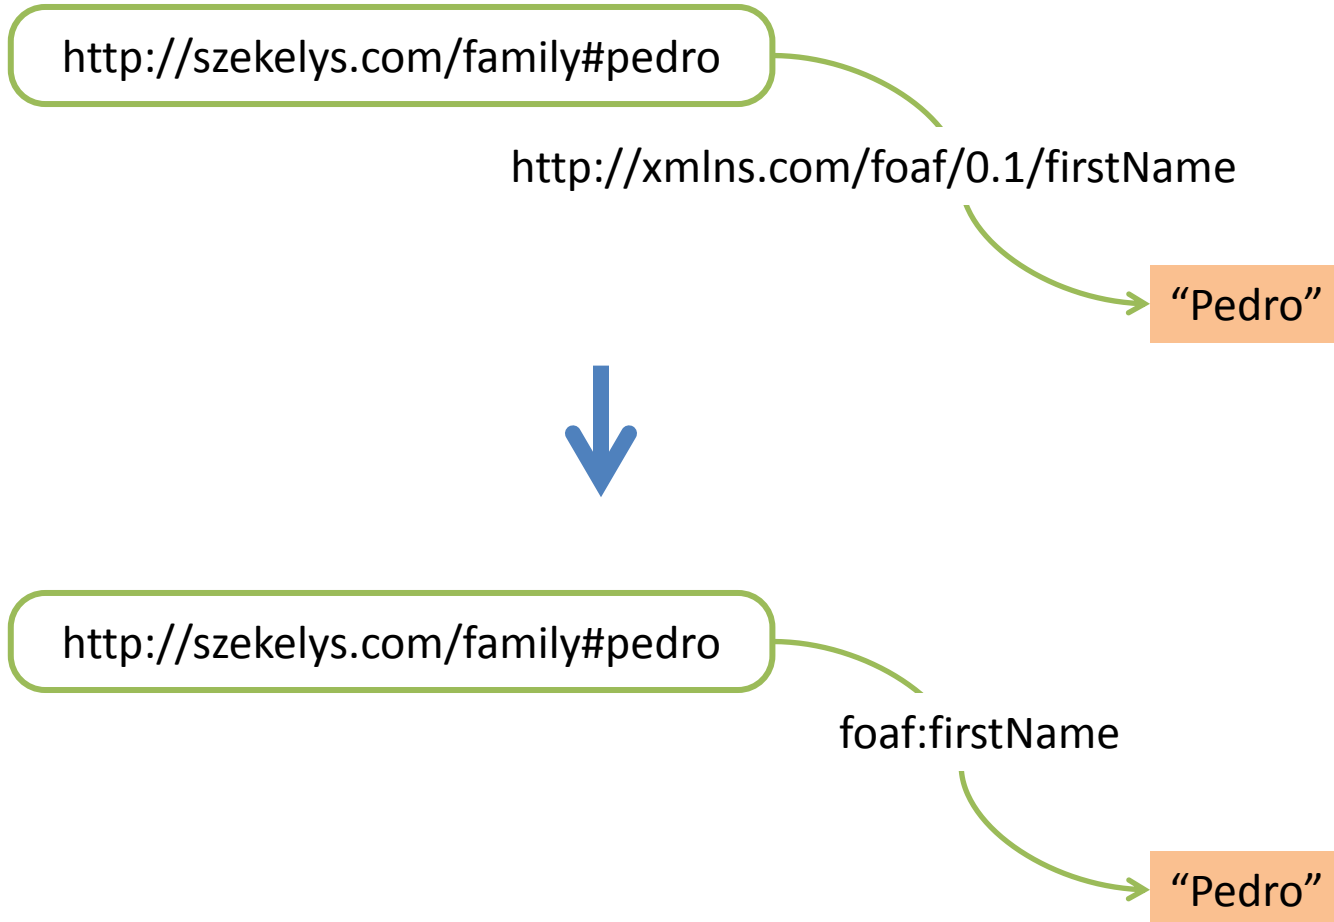 http://szekelys.com/family#pedro
http://xmlns.com/foaf/0.1/firstName
“Pedro”
http://szekelys.com/family#pedro
foaf:firstName
“Pedro”